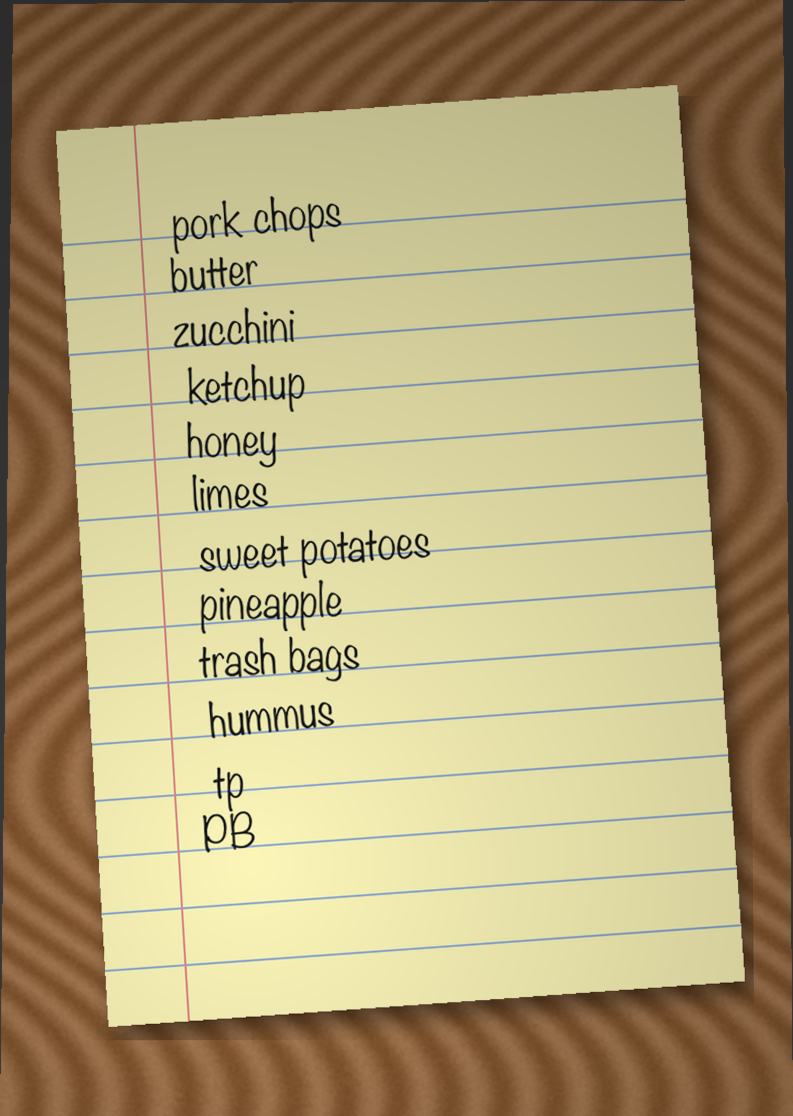 pork chops
butter
zucchini
ketchup
honey
limes
sweet potatoes
pineapple
trash bags
hummus
tp
PB